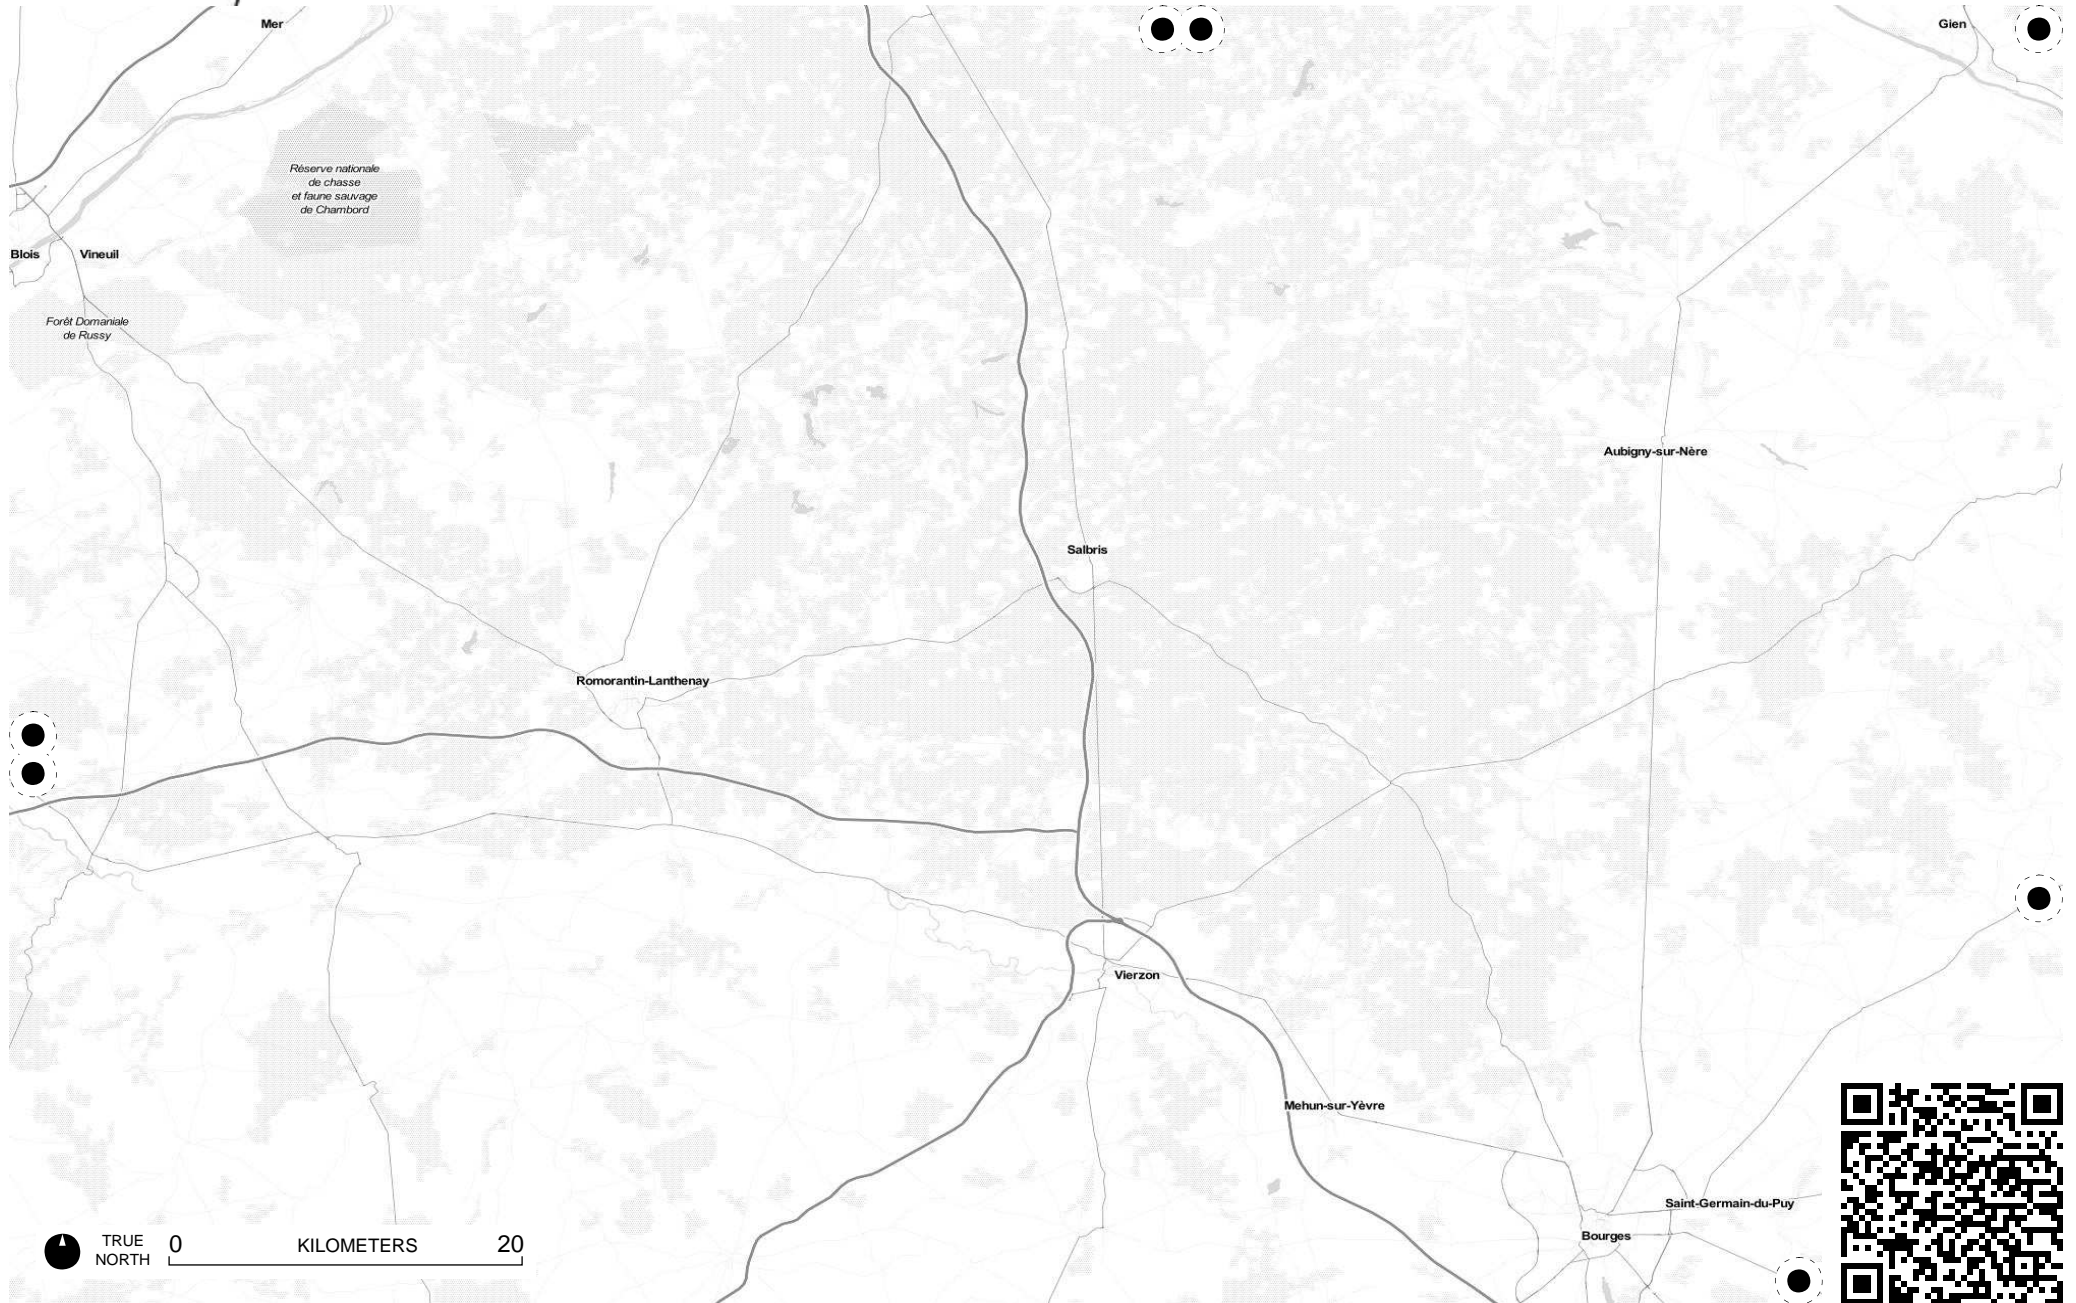 Mer
Gien
Réserve nationale
de chasse
et faune sauvage
de Chambord
Blois
Vineuil
Forêt Domaniale
de Russy
Aubigny-sur-Nère
Salbris
Romorantin-Lanthenay
Vierzon
Mehun-sur-Yèvre
Saint-Germain-du-Puy
Bourges
TRUE
NORTH
0 KILOMETERS 20